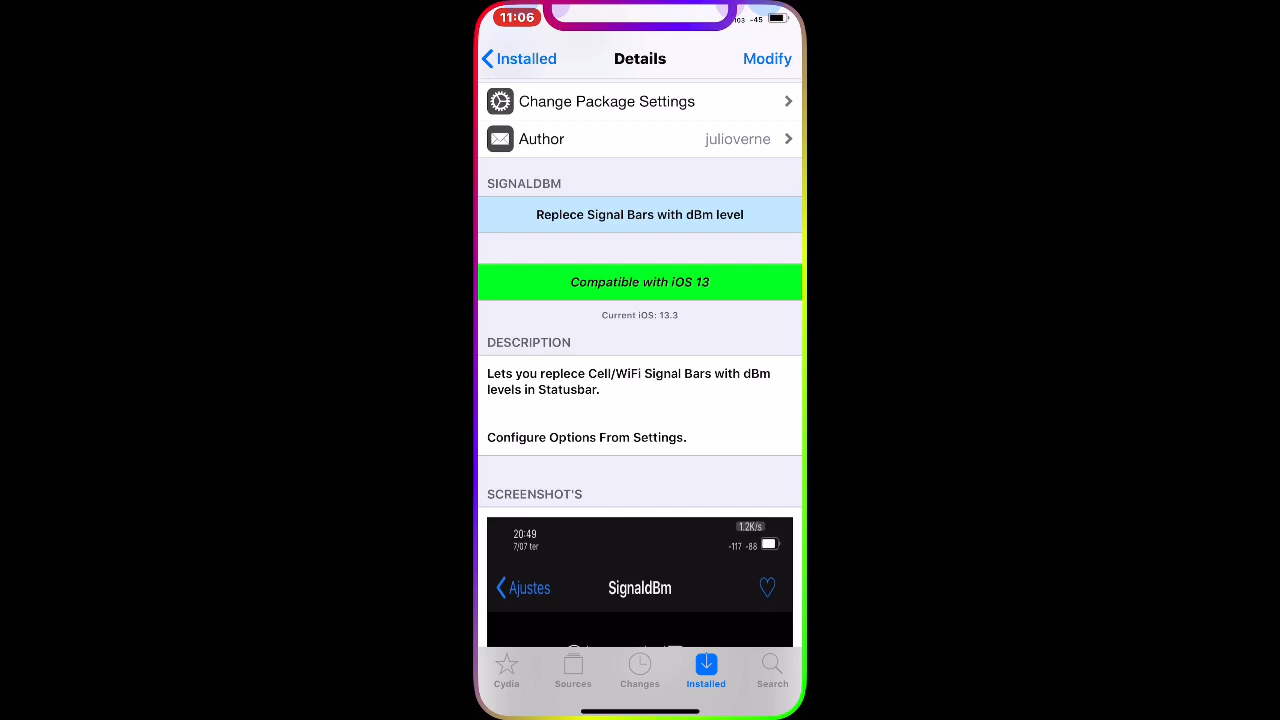 11:06
103 -45
Installed Details Modify
Change Package Settings
Author julioverne
SIGNALDBM
Replece Signal Bars with dBm level
Compatible with iOS 13
Current iOS: 13.3
DESCRIPTION
Lets you replece Cell/WiFi Signal Bars with dBm
levels in Statusbar.
Configure Options From Settings.
SCREENSHOT'S
1.2K/s
20:49
7/07 ter -117 -88
Ajustes SignaldBm
Cydia Sources Changes Installed Search